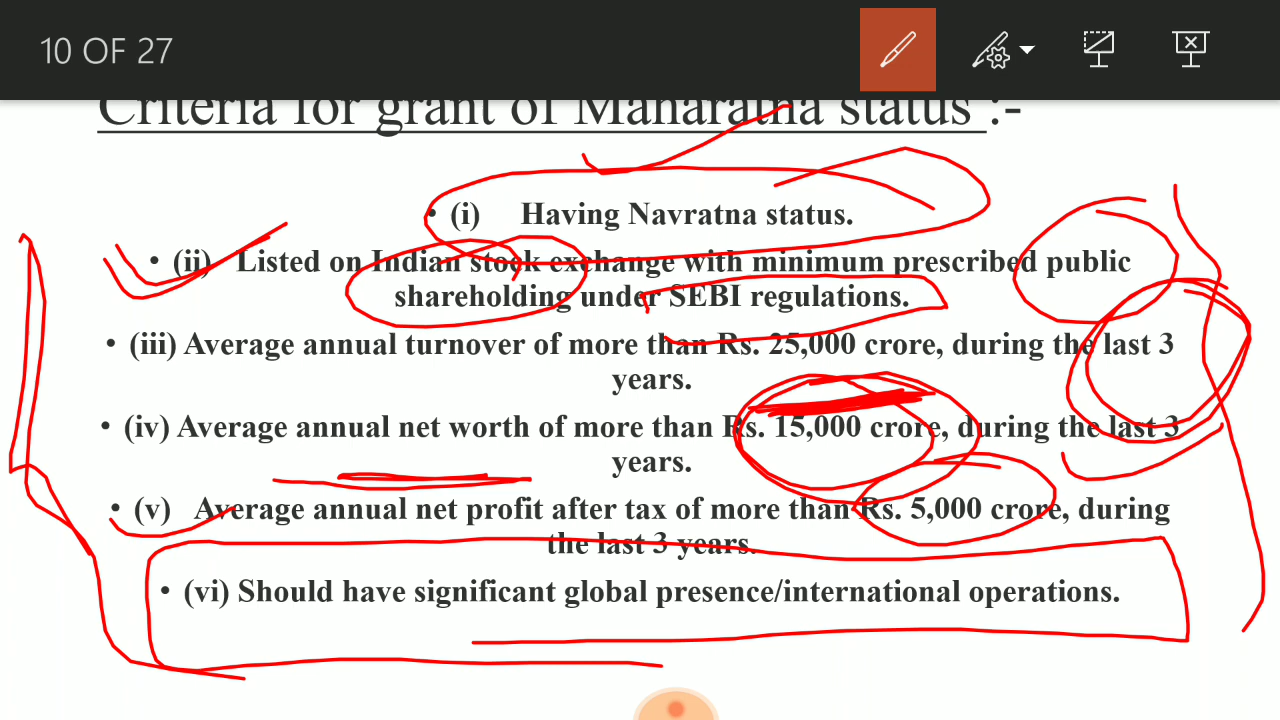 10 OF 27
Criteria for grant of Maharatna status :-
• (i) Having Navratna status.
• (ii) Listed on Indian stock exchange with minimum prescribed public
shareholding under SEBI regulations.
• (iii) Average annual turnover of more than Rs. 25,000 crore, during the last 3
years.
• (iv) Average annual net worth of more than Rs. 15,000 crore, during the last 3
years.
• (v) Average annual net profit after tax of more than Rs. 5,000 crore, during
the last 3 years.
• (vi) Should have significant global presence/international operations.